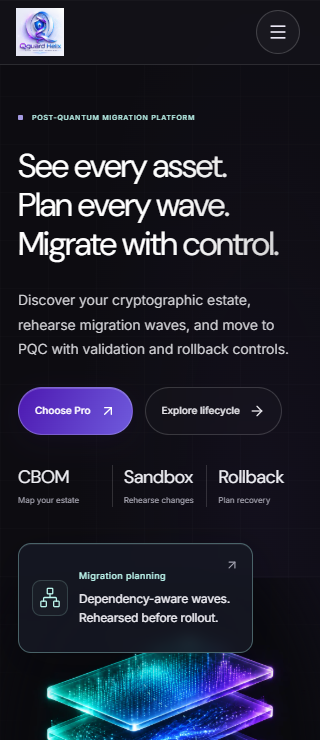 Qguard Helix
POST-QUANTUM MIGRATION PLATFORM
See every asset.
Plan every wave.
Migrate with control.
Discover your cryptographic estate,
rehearse migration waves, and move to
PQC with validation and rollback controls.
Choose Pro
Explore lifecycle
CBOM
Map your estate
Sandbox
Rehearse changes
Rollback
Plan recovery
Migration planning
Dependency-aware waves.
Rehearsed before rollout.